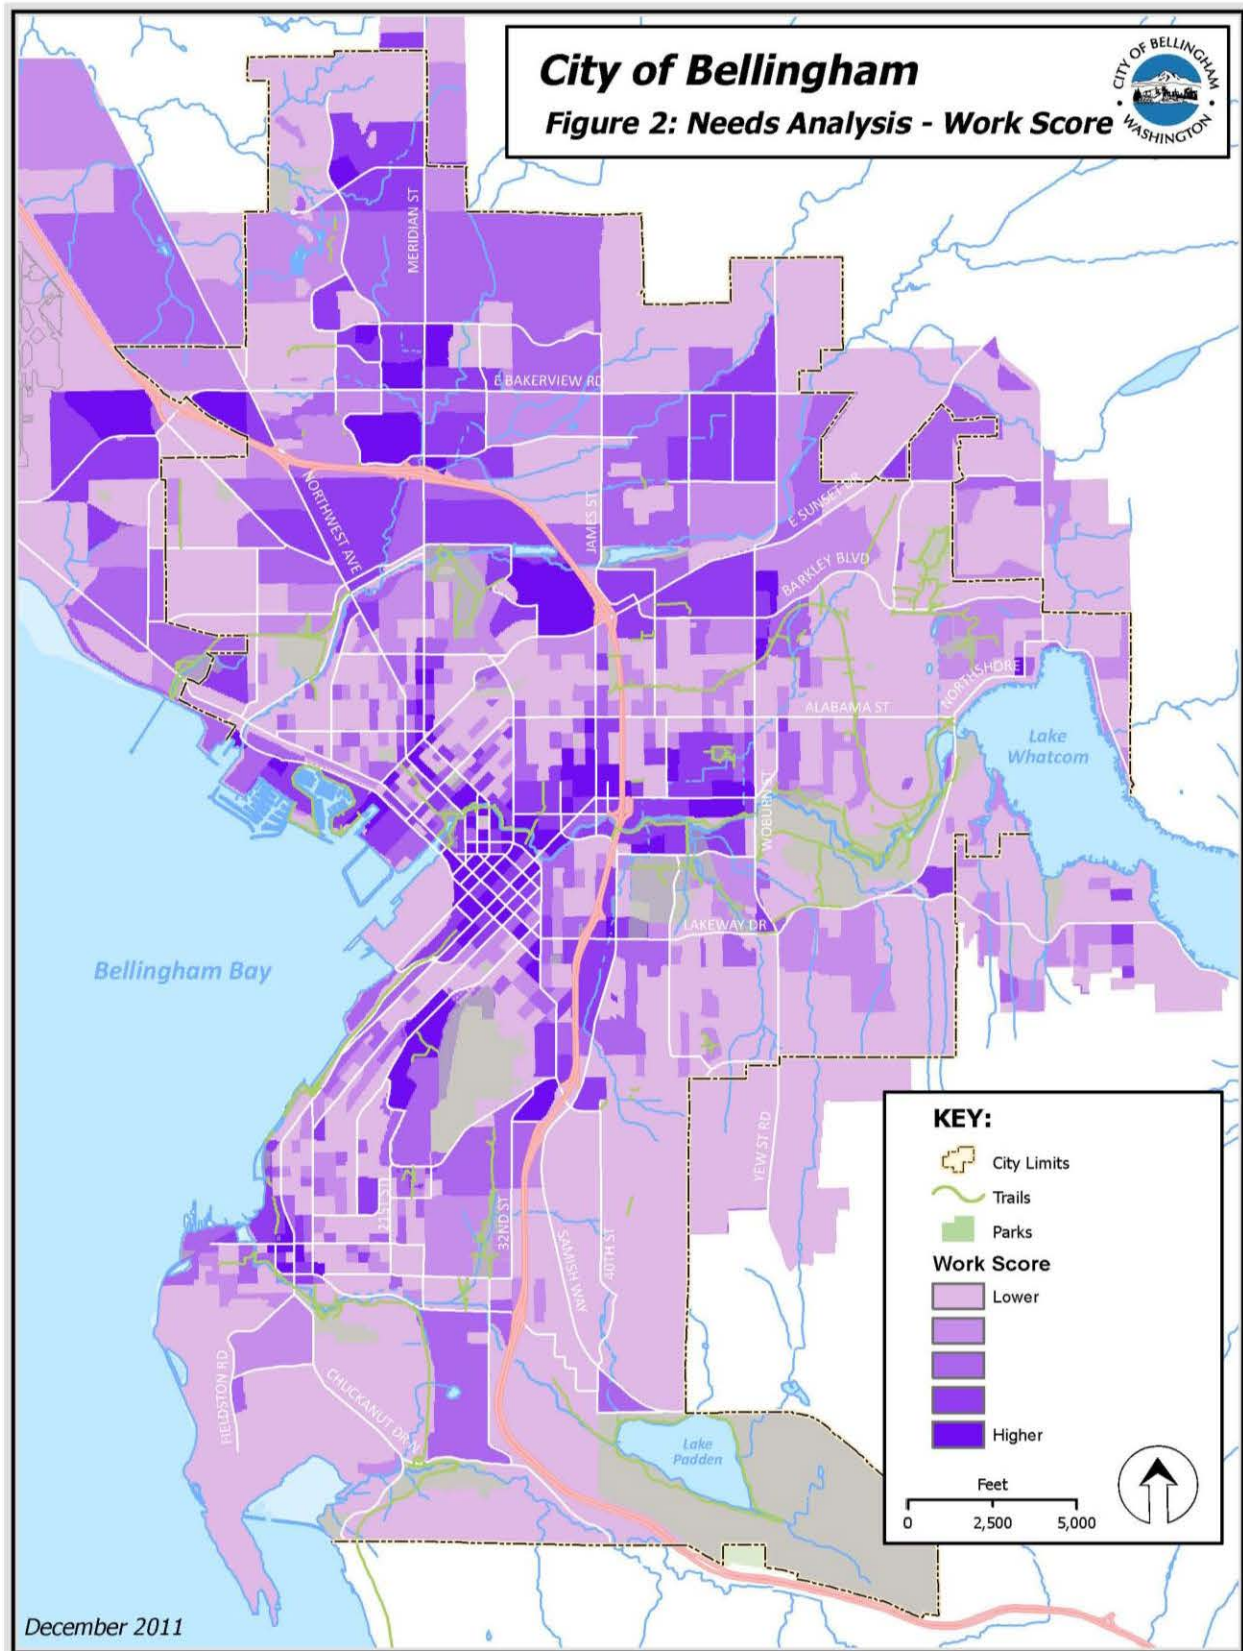 City of Bellingham
Figure 2: Needs Analysis - Work Score
CITY OF BELLINGHAM
WASHINGTON
MERIDIAN ST
E BAKERVIEW RD
NORTHWEST AVE
JAMES ST
E SUNSET DR
BARKLEY BLVD
NORTHSHORE
ALABAMA ST
Lake
Whatcom
WOBURN ST
LAKEWAY DR
Bellingham Bay
YEW ST RD
21ST ST
32ND ST
SAMISH WAY
40TH ST
FIELDSTON RD
CHUCKANUT DR N
Lake
Padden
KEY:
City Limits
Trails
Parks
Work Score
Lower
Higher
Feet
0 2,500 5,000
December 2011